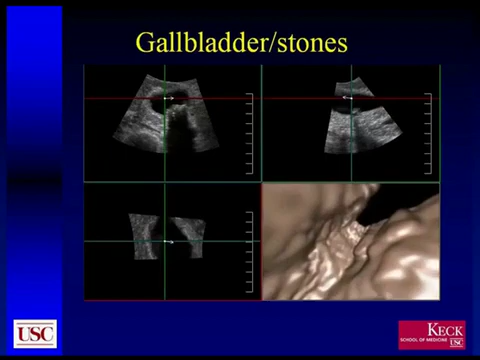 Gallbladder/stones
USC
KECK
SCHOOL OF MEDICINE
USC